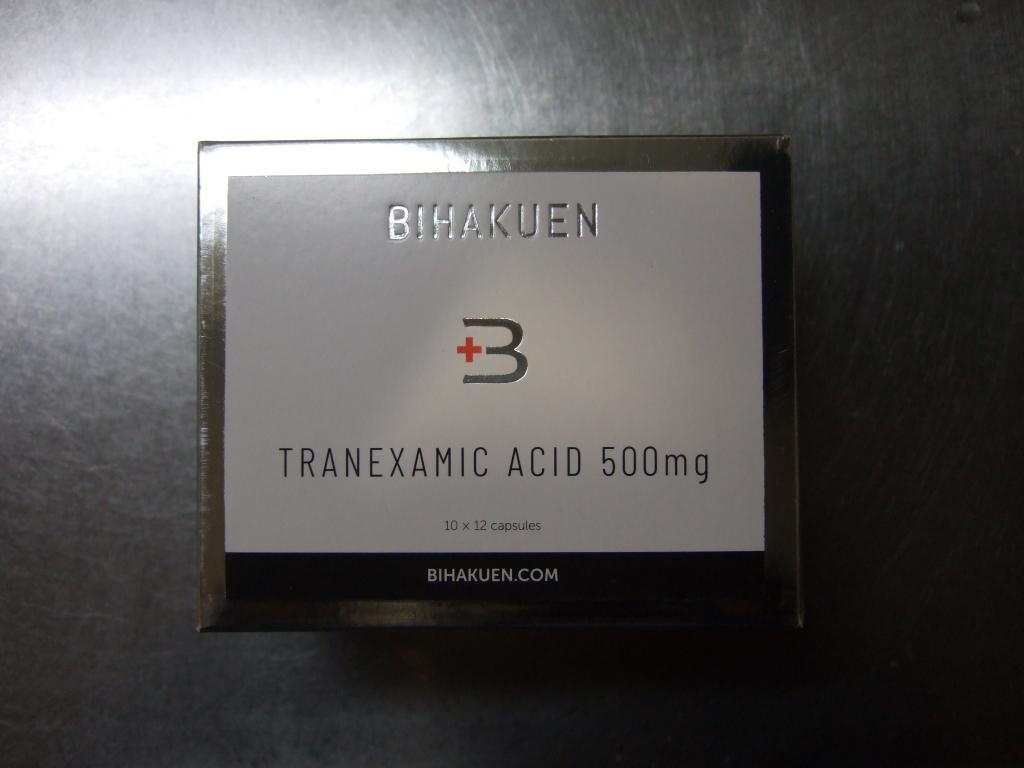 BIHAKUEN
B
TRANEXAMIC ACID 500mg
10 x 12 capsules
BIHAKUEN.COM